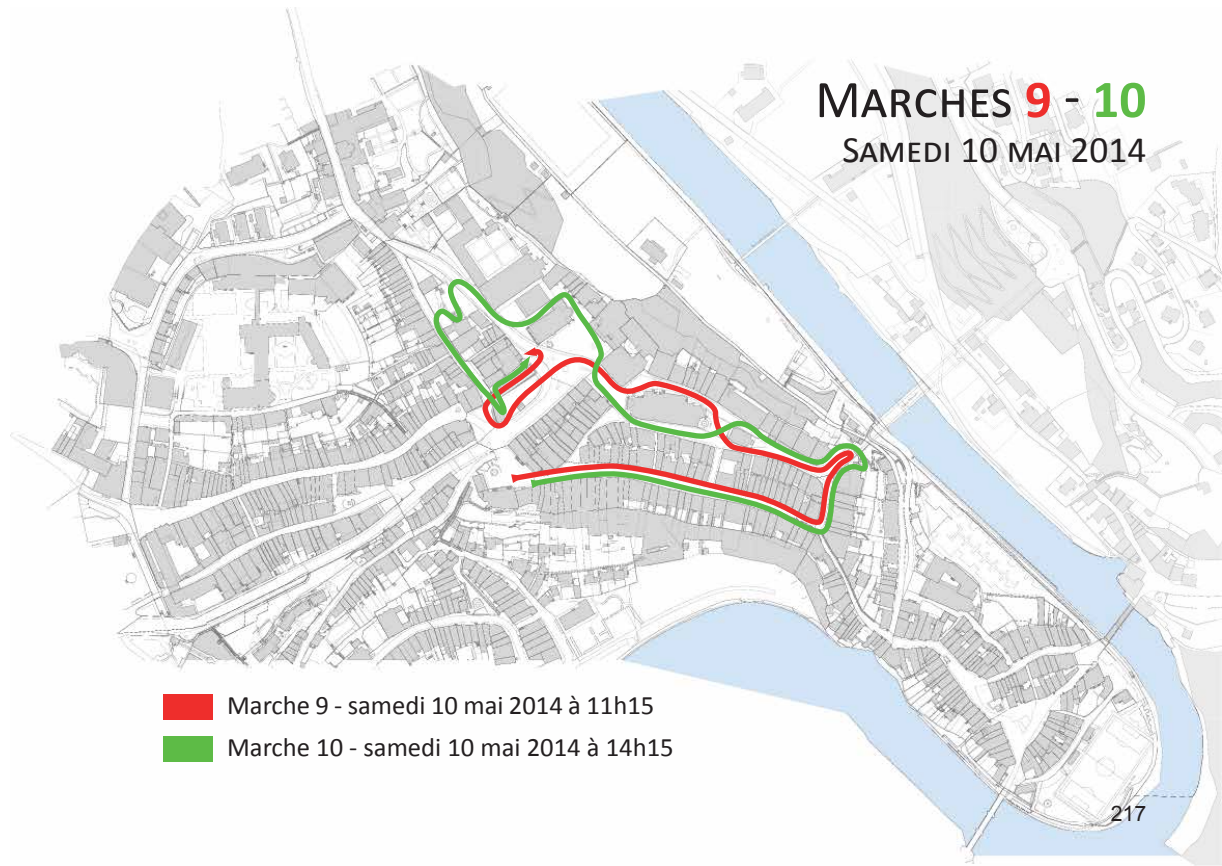 MARCHES 9 - 10
SAMEDI 10 MAI 2014
Marche 9 - samedi 10 mai 2014 à 11h15
Marche 10 - samedi 10 mai 2014 à 14h15
217